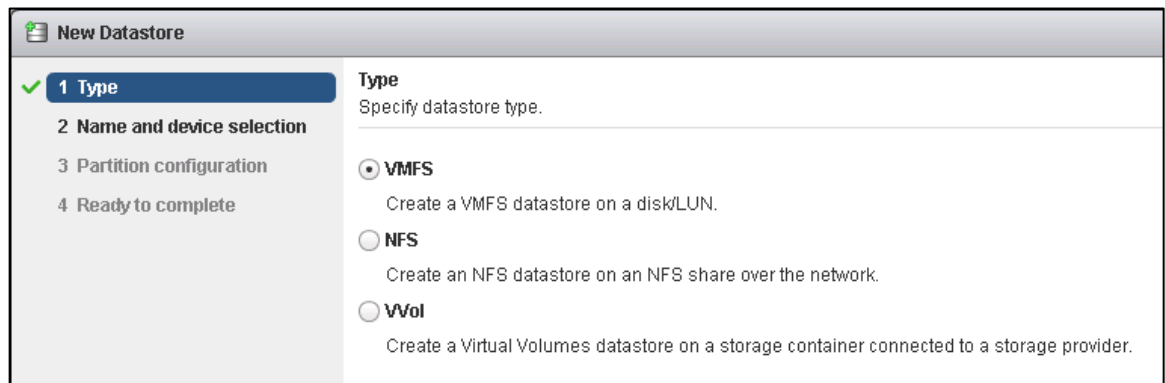 New Datastore
1 Type
2 Name and device selection
3 Partition configuration
4 Ready to complete
Type
Specify datastore type.
VMFS
Create a VMFS datastore on a disk/LUN.
NFS
Create an NFS datastore on an NFS share over the network.
VVol
Create a Virtual Volumes datastore on a storage container connected to a storage provider.